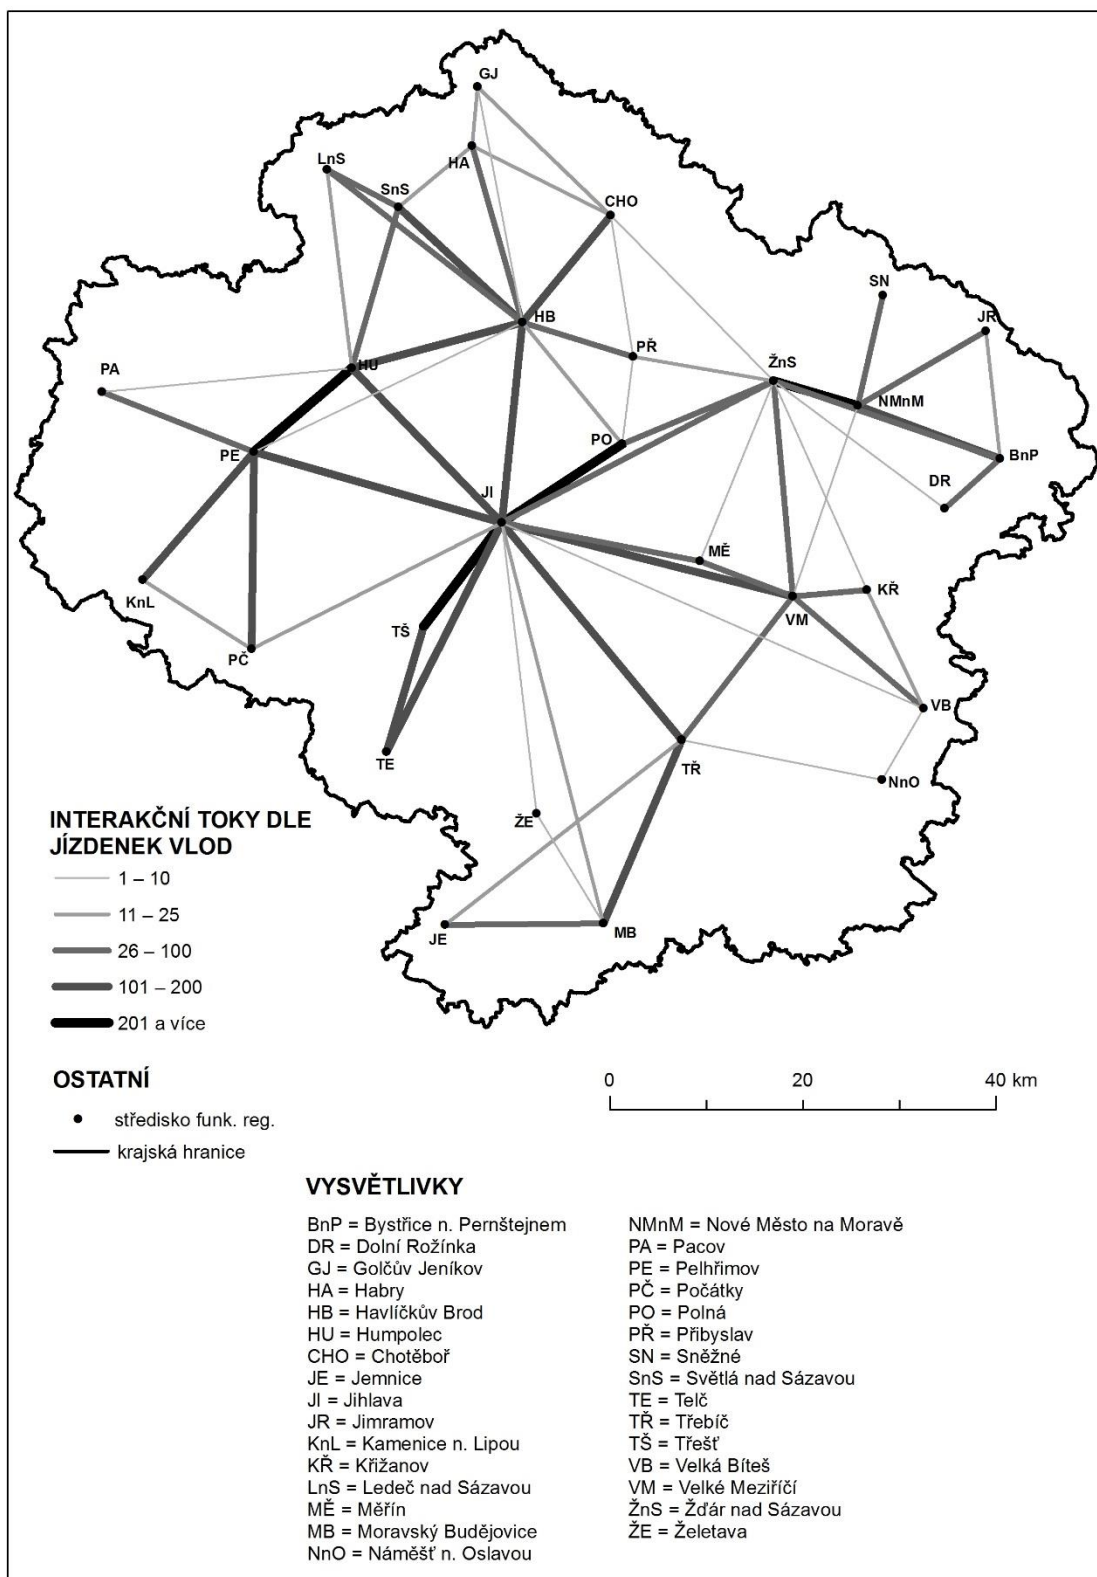 GJ
LnS
HA
SnS
CHO
SN
JR
HB
PŘ
ŽnS
HU
PA
NMnM
PO
PE
BnP
DR
JI
MĚ
KŘ
KnL
VM
TŠ
PČ
VB
TE
TŘ
NnO
ŽE
JE
MB
INTERAKČNÍ TOKY DLE
JÍZDENEK VLOD
1 – 10
11 – 25
26 – 100
101 – 200
201 a více
OSTATNÍ
středisko funk. reg.
krajská hranice
0 20 40 km
VYSVĚTLIVKY
BnP = Bystřice n. Pernštejnem
DR = Dolní Rožínka
GJ = Golčův Jeníkov
HA = Habry
HB = Havlíčkův Brod
HU = Humpolec
CHO = Chotěboř
JE = Jemnice
JI = Jihlava
JR = Jimramov
KnL = Kamenice n. Lipou
KŘ = Křižanov
LnS = Ledeč nad Sázavou
MĚ = Měřín
MB = Moravský Budějovice
NnO = Náměšť n. Oslavou
NMnM = Nové Město na Moravě
PA = Pacov
PE = Pelhřimov
PČ = Počátky
PO = Polná
PŘ = Přibyslav
SN = Sněžné
SnS = Světlá nad Sázavou
TE = Telč
TŘ = Třebíč
TŠ = Třešť
VB = Velká Bíteš
VM = Velké Meziříčí
ŽnS = Žďár nad Sázavou
ŽE = Želetava